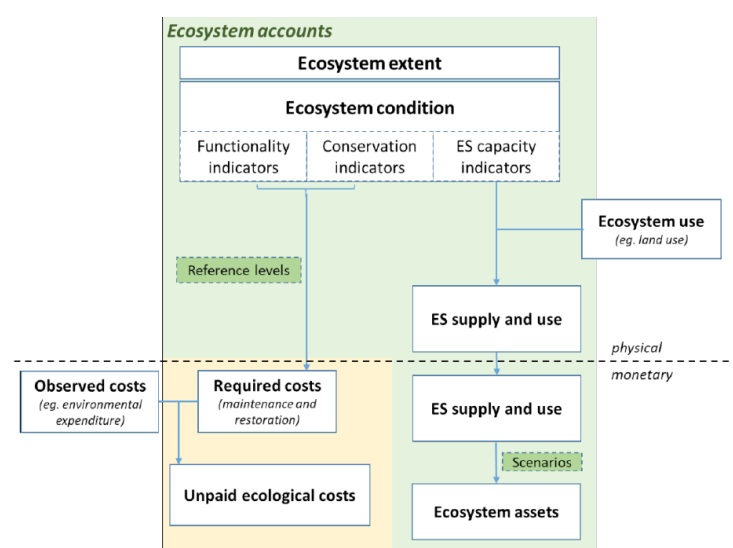 Ecosystem accounts
Ecosystem extent
Ecosystem condition
Functionality
indicators
Conservation
indicators
ES capacity
indicators
Ecosystem use
(eg. land use)
Reference levels
ES supply and use
physical
monetary
Observed costs
(eg. environmental
expenditure)
Required costs
(maintenance and
restoration)
ES supply and use
Scenarios
Unpaid ecological costs
Ecosystem assets